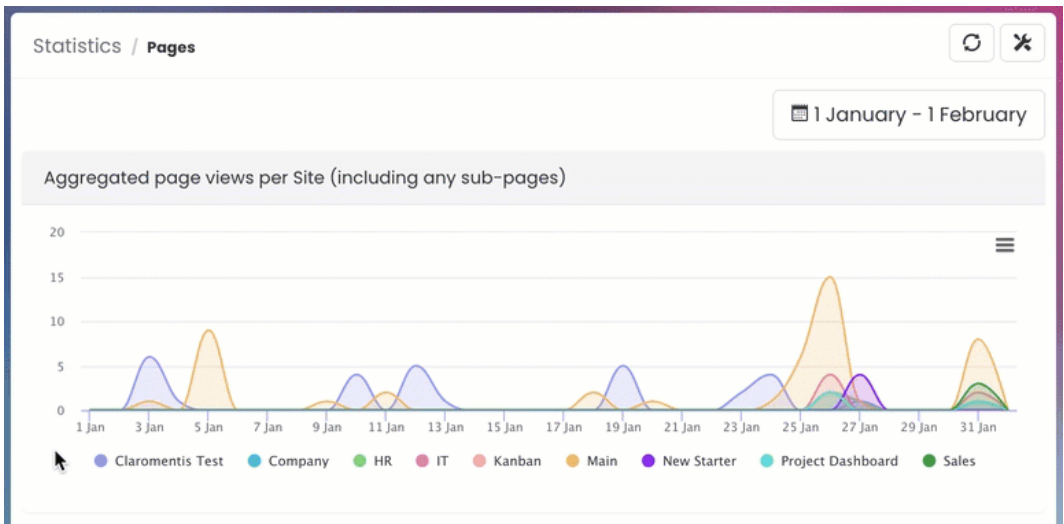 Statistics / Pages
1 January - 1 February
Aggregated page views per Site (including any sub-pages)
20
15
10
5
0
1 Jan 3 Jan 5 Jan 7 Jan 9 Jan 11 Jan 13 Jan 15 Jan 17 Jan 19 Jan 21 Jan 23 Jan 25 Jan 27 Jan 29 Jan 31 Jan
Claromentis Test Company HR IT Kanban Main New Starter Project Dashboard Sales